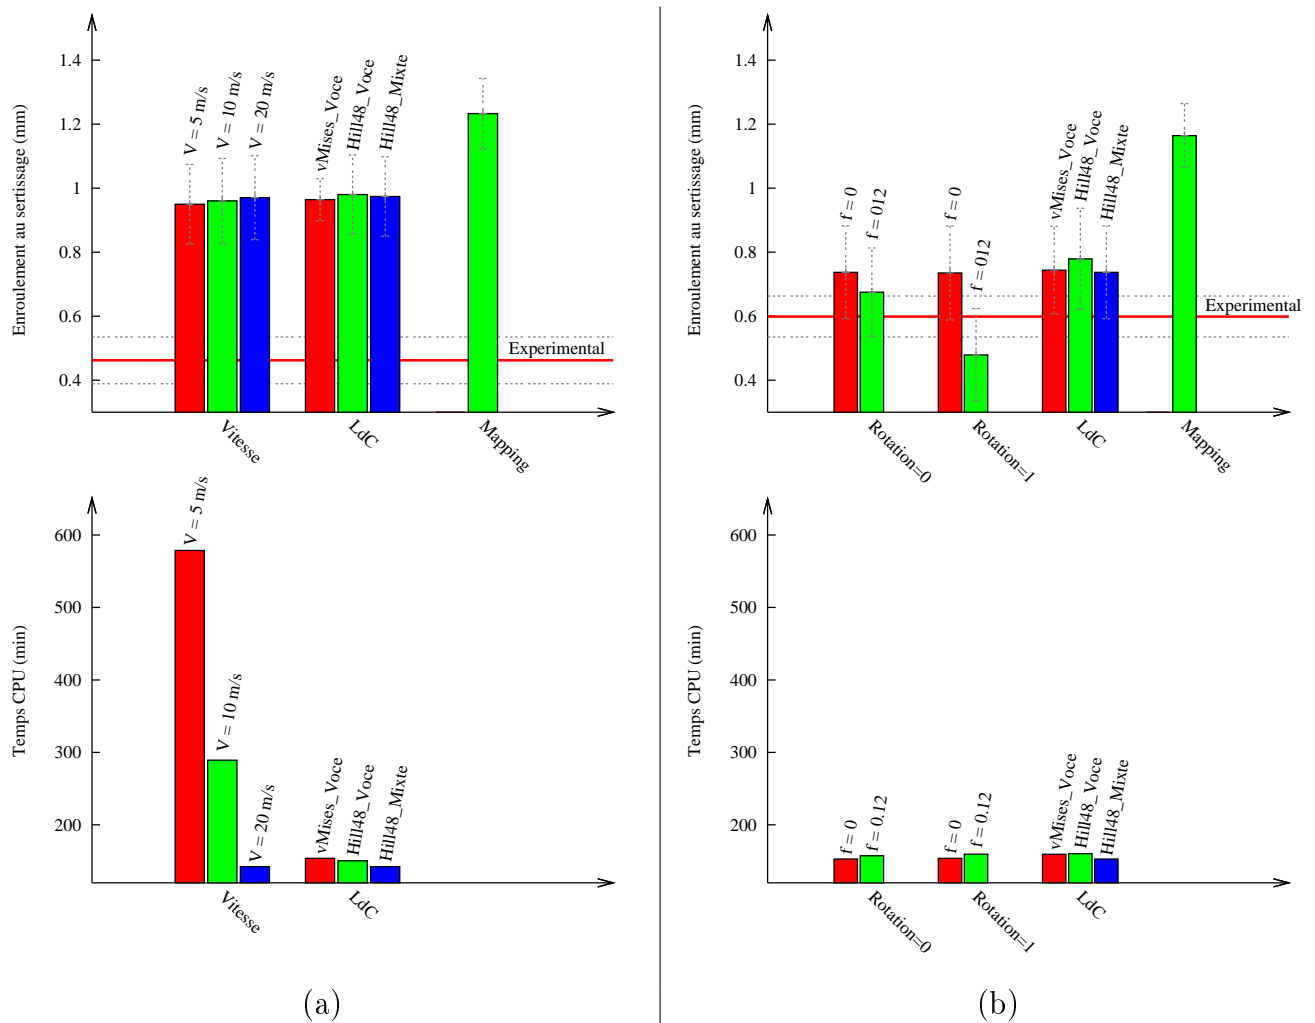 Enroulement au sertissage (mm)
1.4
1.2
1
0.8
0.6
0.4
V = 5 m/s
V = 10 m/s
V = 20 m/s
vMises_Voce
Hill48_Voce
Hill48_Mixte
Experimental
Vitesse
LdC
Mapping
Enroulement au sertissage (mm)
1.4
1.2
1
0.8
0.6
0.4
f = 0
f = 012
f = 0
f = 012
vMises_Voce
Hill48_Voce
Hill48_Mixte
Experimental
Rotation=0
Rotation=1
LdC
Mapping
Temps CPU (min)
600
500
400
300
200
V = 5 m/s
V = 10 m/s
V = 20 m/s
vMises_Voce
Hill48_Voce
Hill48_Mixte
Vitesse
LdC
(a)
Temps CPU (min)
600
500
400
300
200
f = 0
f = 0.12
f = 0
f = 0.12
vMises_Voce
Hill48_Voce
Hill48_Mixte
Rotation=0
Rotation=1
LdC
(b)